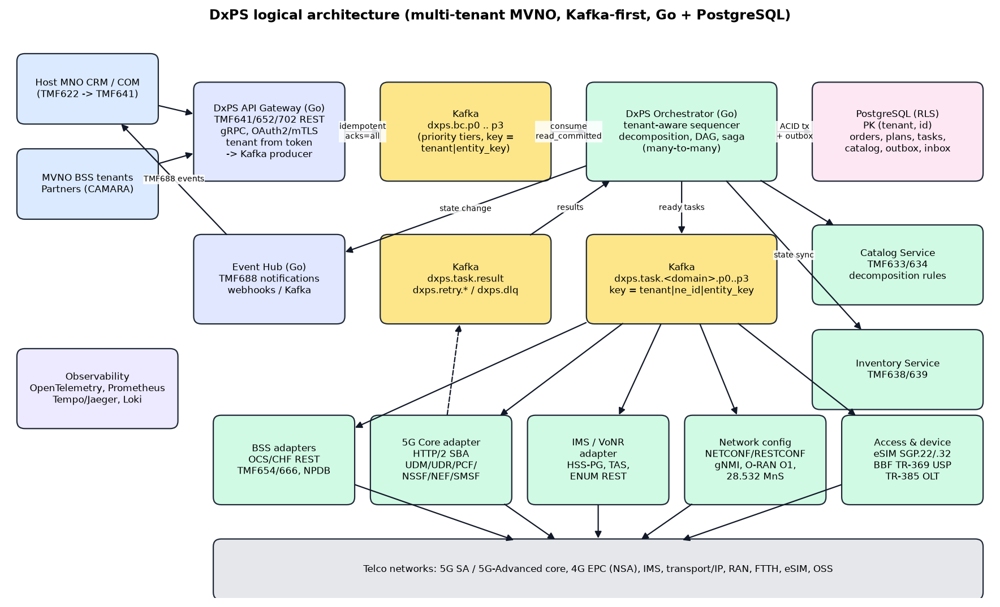 DxPS logical architecture (multi-tenant MVNO, Kafka-first, Go + PostgreSQL)
Host MNO CRM / COM
(TMF622 -> TMF641)
MVNO BSS tenants
Partners (CAMARA)
DxPS API Gateway (Go)
TMF641/652/702 REST
gRPC, OAuth2/mTLS
tenant from token
-> Kafka producer
idempotent
acks=all
Kafka
dxps.bc.p0 .. p3
(priority tiers, key =
tenant|entity_key)
consume
read_committed
DxPS Orchestrator (Go)
tenant-aware sequencer
decomposition, DAG, saga
(many-to-many)
ACID tx
+ outbox
PostgreSQL (RLS)
PK (tenant, id)
orders, plans, tasks,
catalog, outbox, inbox
TMF688 events
state change
results
ready tasks
state sync
Event Hub (Go)
TMF688 notifications
webhooks / Kafka
Kafka
dxps.task.result
dxps.retry.* / dxps.dlq
Kafka
dxps.task.<domain>.p0..p3
key = tenant|ne_id|entity_key
Catalog Service
TMF633/634
decomposition rules
Inventory Service
TMF638/639
Observability
OpenTelemetry, Prometheus
Tempo/Jaeger, Loki
BSS adapters
OCS/CHF REST
TMF654/666, NPDB
5G Core adapter
HTTP/2 SBA
UDM/UDR/PCF/
NSSF/NEF/SMSF
IMS / VoNR
adapter
HSS-PG, TAS,
ENUM REST
Network config
NETCONF/RESTCONF
gNMI, O-RAN O1,
28.532 MnS
Access & device
eSIM SGP.22/.32
BBF TR-369 USP
TR-385 OLT
Telco networks: 5G SA / 5G-Advanced core, 4G EPC (NSA), IMS, transport/IP, RAN, FTTH, eSIM, OSS